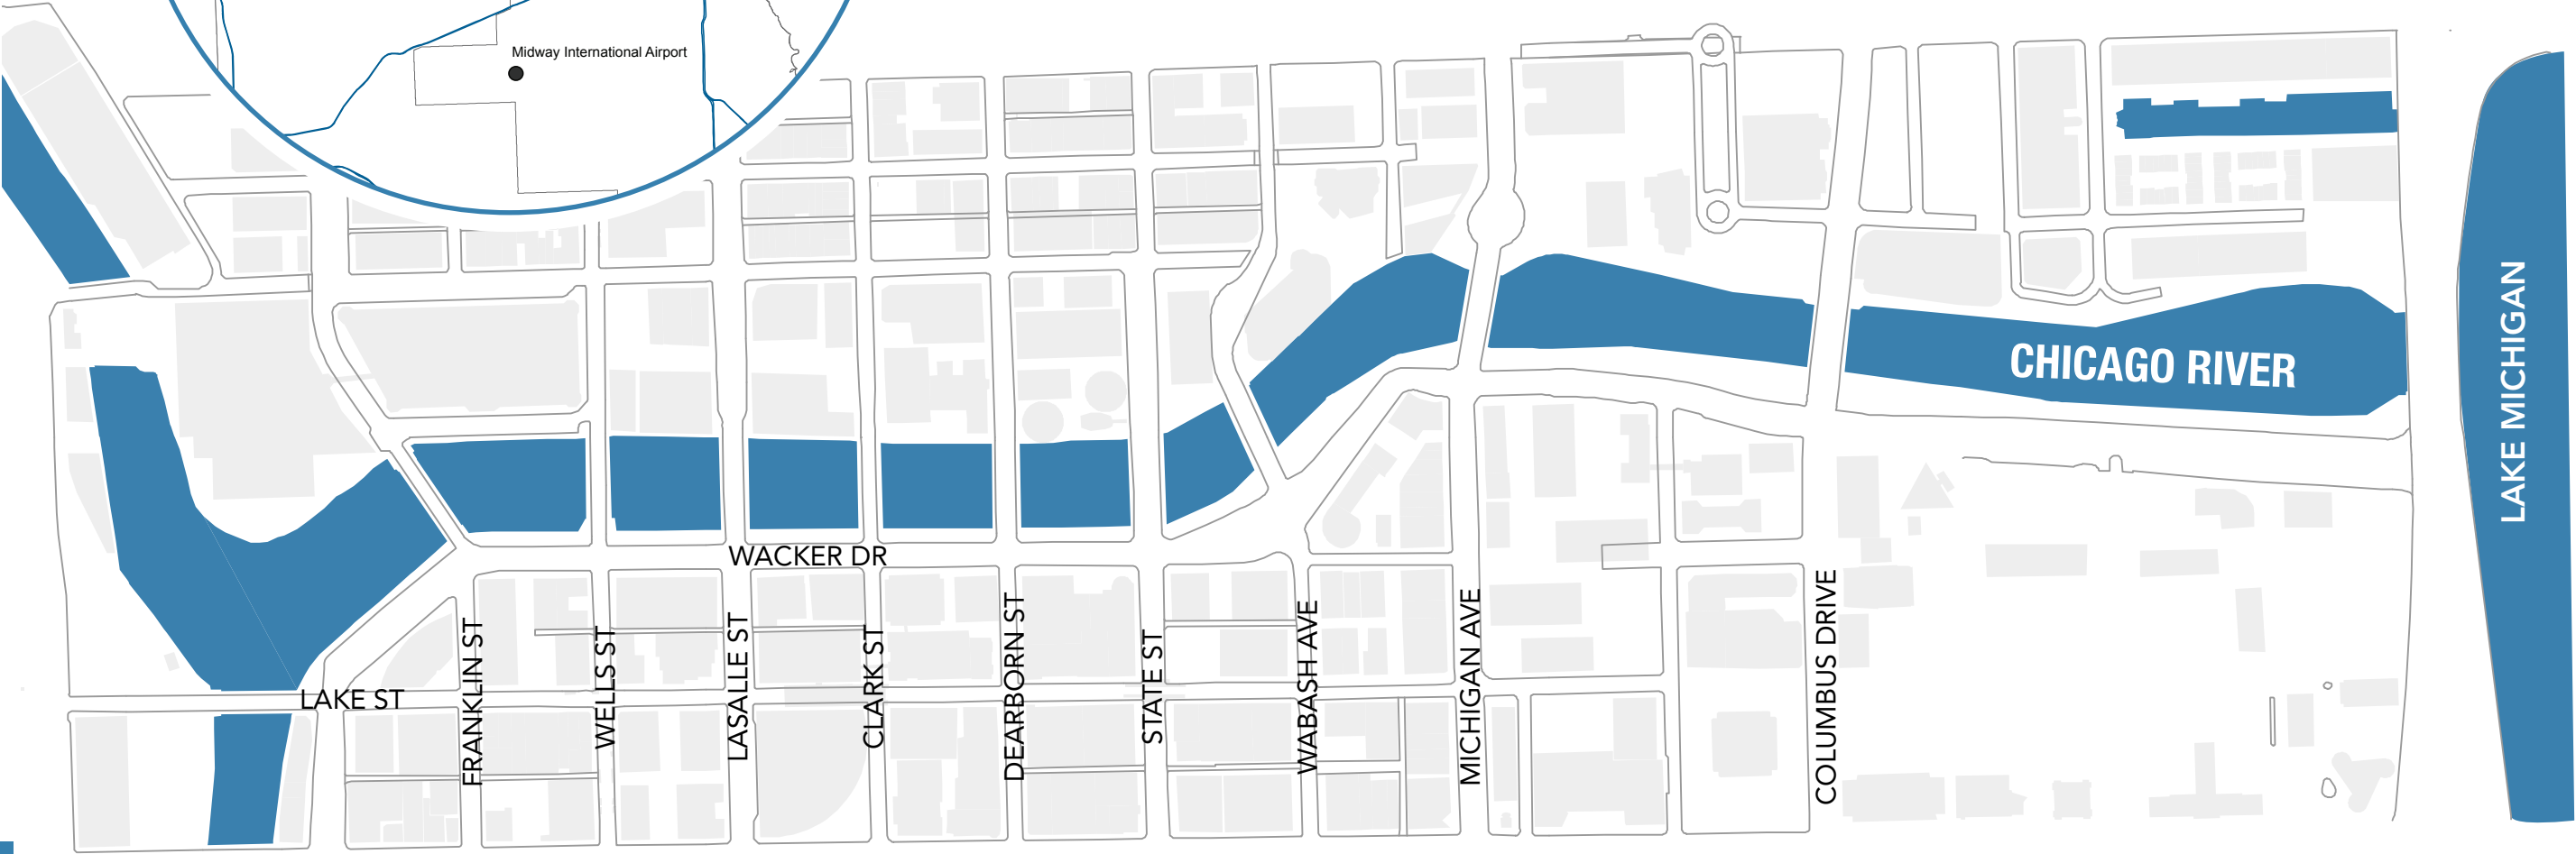 Midway International Airport
CHICAGO RIVER
LAKE MICHIGAN
WACKER DR
LAKE ST
FRANKLIN ST
WELLS ST
LASALLE ST
CLARK ST
DEARBORN ST
STATE ST
WABASH AVE
MICHIGAN AVE
COLUMBUS DRIVE